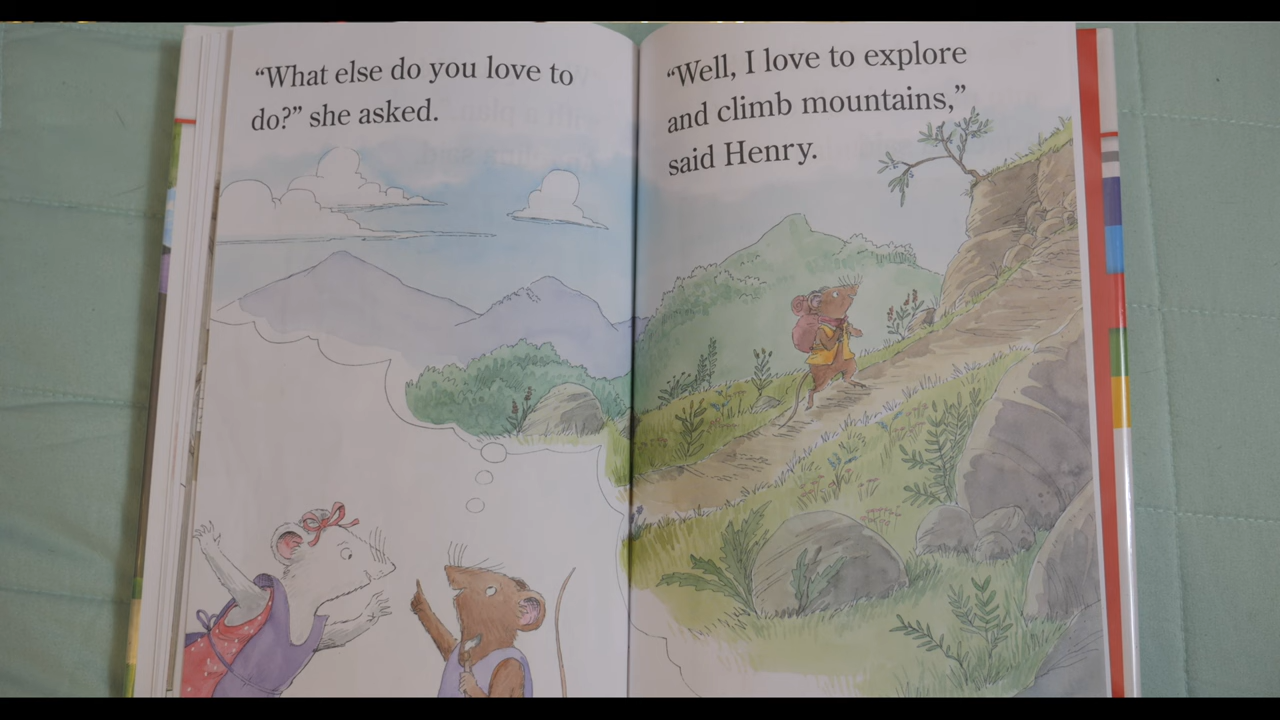 “What else do you love to
do?” she asked.
“Well, I love to explore
and climb mountains,”
said Henry.